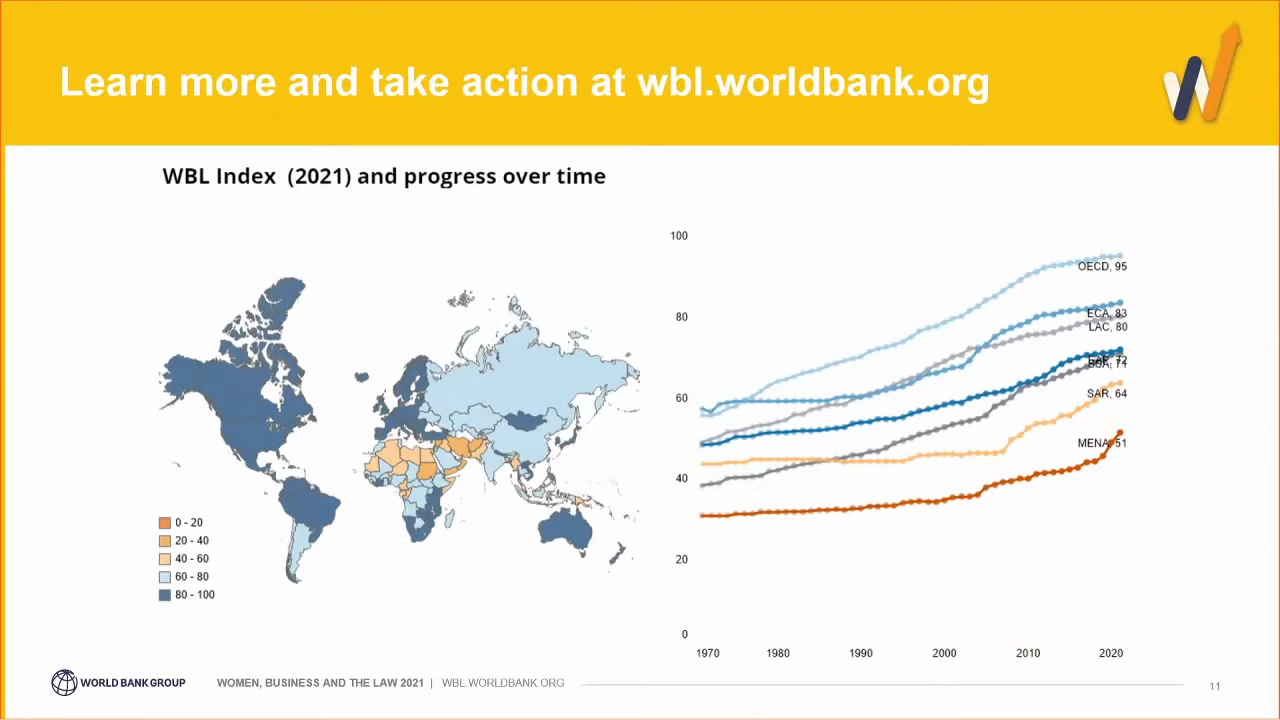 Learn more and take action at wbl.worldbank.org
WBL Index (2021) and progress over time
100
80
60
40
20
0
1970
1980
1990
2000
2010
2020
OECD, 95
ECA, 83
LAC, 80
72
71
SAR, 64
MENA, 51
0 - 20
20 - 40
40 - 60
60 - 80
80 - 100
WORLD BANK GROUP
WOMEN, BUSINESS AND THE LAW 2021 | WBL.WORLDBANK.ORG
11